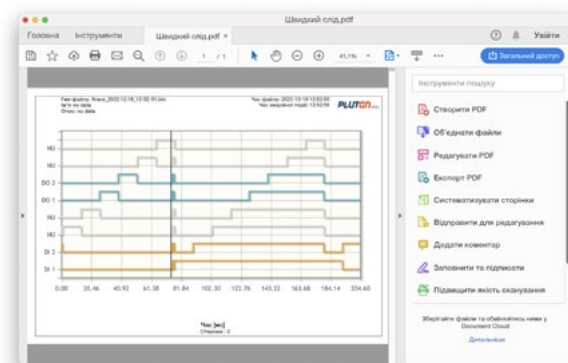 Швидкий слід.pdf
Головна Інструменти Швидкий слід.pdf ×
Увійти
1 / 1
41,1%
Загальний доступ
Інструменти пошуку
Створити PDF
Об'єднати файли
Редагувати PDF
Експорт PDF
Систематизувати сторінки
Відправити для редагування
Додати коментар
Заповнити та підписати
Підвищити якість сканування
Зберігайте файли та обмінюйтесь ними у
Document Cloud
Детальніше
PLUTON
NU
NU
DO 2
DO 1
NU
NU
DI 2
DI 1
0,00 20,46 40,92 61,38 81,84 102,30 122,76 143,22 163,68 184,14 204,60
Час [мс]
Сторінка : 2